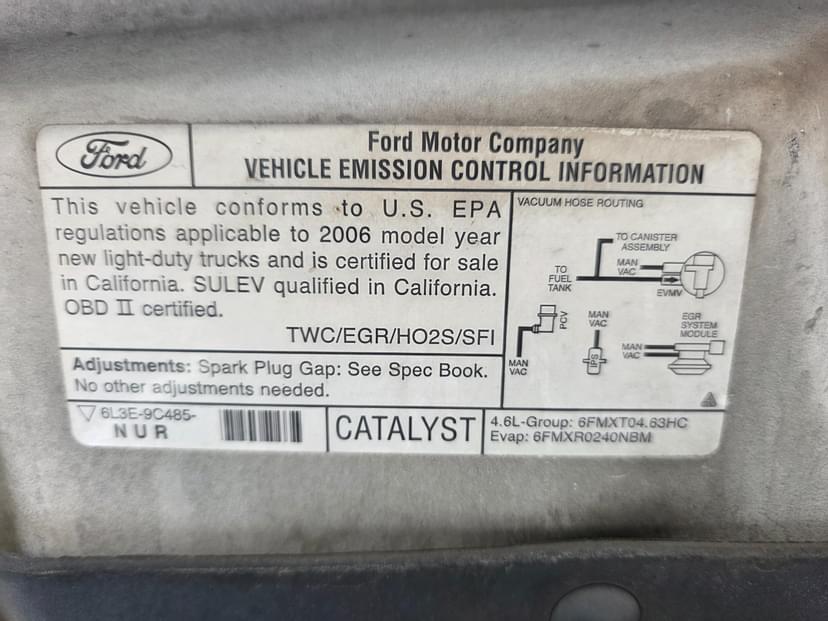 Ford
Ford Motor Company
VEHICLE EMISSION CONTROL INFORMATION
This vehicle conforms to U.S. EPA
regulations applicable to 2006 model year
new light-duty trucks and is certified for sale
in California. SULEV qualified in California.
OBD II certified.
TWC/EGR/HO2S/SFI
Adjustments: Spark Plug Gap: See Spec Book.
No other adjustments needed.
VACUUM HOSE ROUTING
TO CANISTER
ASSEMBLY
MAN
VAC
TO
FUEL
TANK
EVMV
PCV
MAN
VAC
MAN
VAC
IPS
EGR
SYSTEM
MODULE
MAN
VAC
6L3E-9C485-
NUR
CATALYST
4.6L-Group: 6FMXT04.63HC
Evap: 6FMXR0240NBM